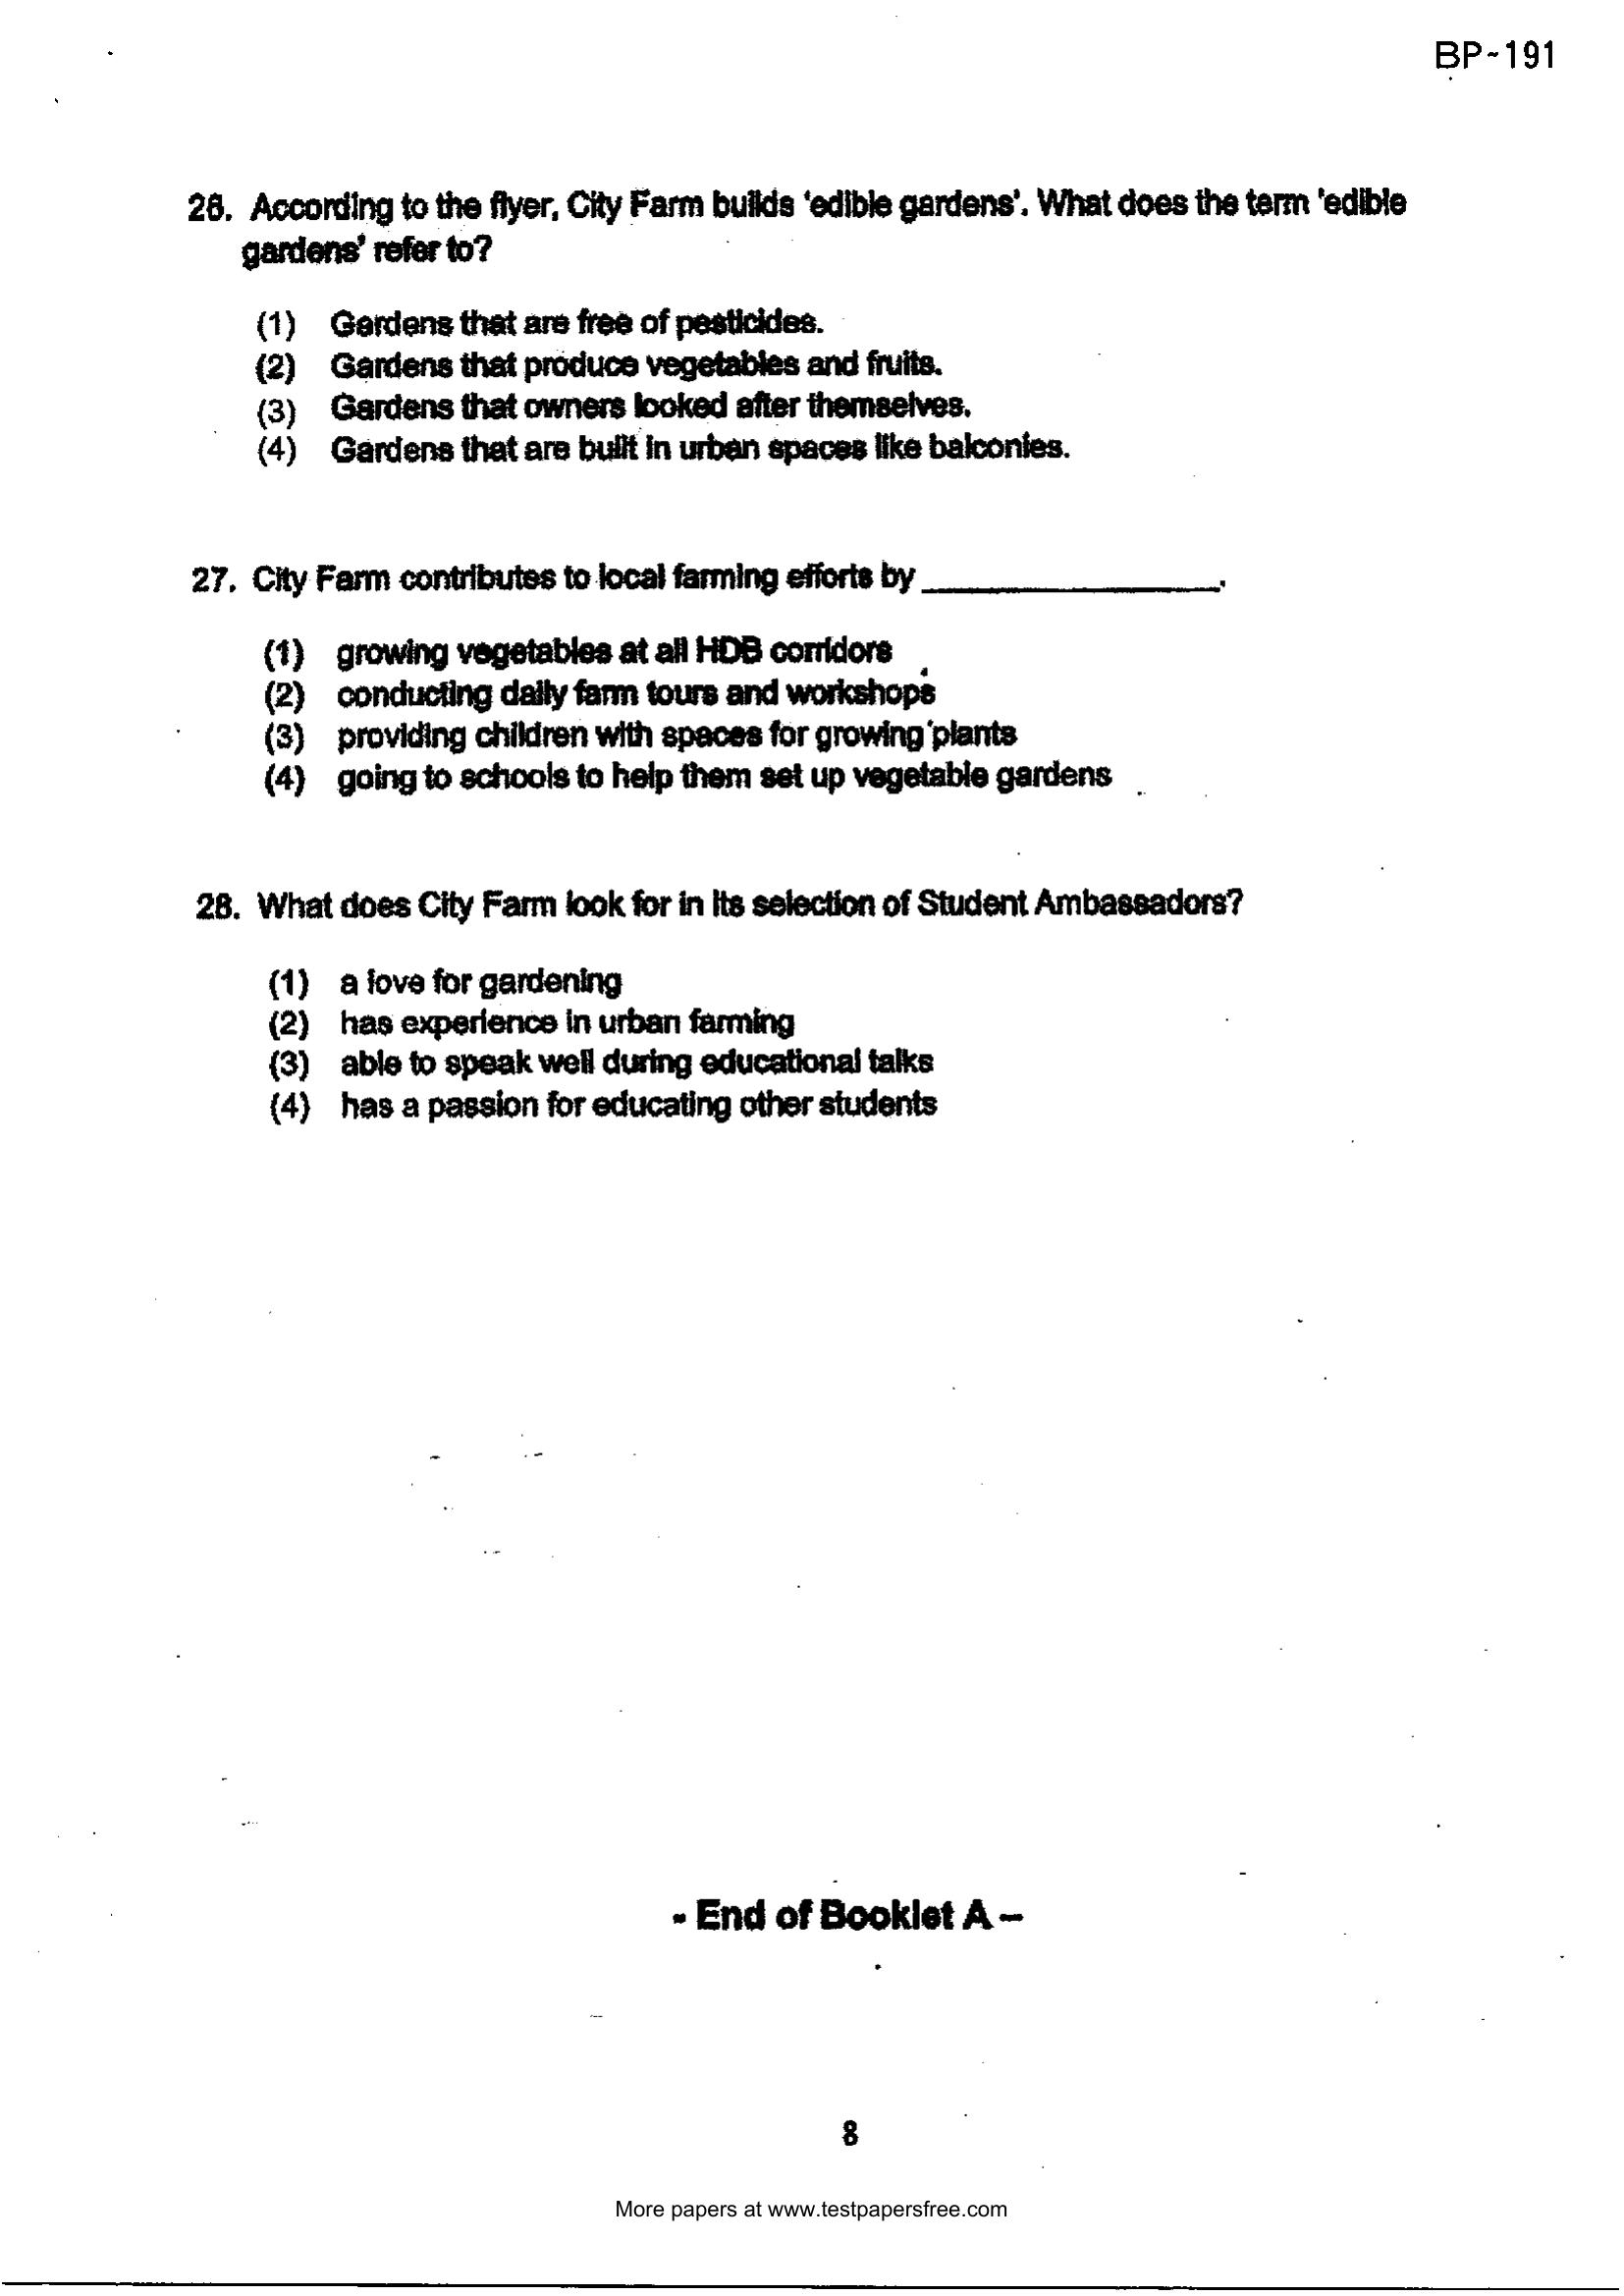 BP-191
26. According to the flyer, City Farm builds 'edible gardens'. What does the term 'edible
gardens' refer to?
(1) Gardens that are free of pesticides.
(2) Gardens that produce vegetables and fruits.
(3) Gardens that owners looked after themselves.
(4) Gardens that are built in urban spaces like balconies.
27. City Farm contributes to local farming efforts by ____________________.
(1) growing vegetables at all HDB corridors
(2) conducting daily farm tours and workshops
(3) providing children with spaces for growing plants
(4) going to schools to help them set up vegetable gardens
28. What does City Farm look for in its selection of Student Ambassadors?
(1) a love for gardening
(2) has experience in urban farming
(3) able to speak well during educational talks
(4) has a passion for educating other students
- End of Booklet A –
8
More papers at www.testpapersfree.com